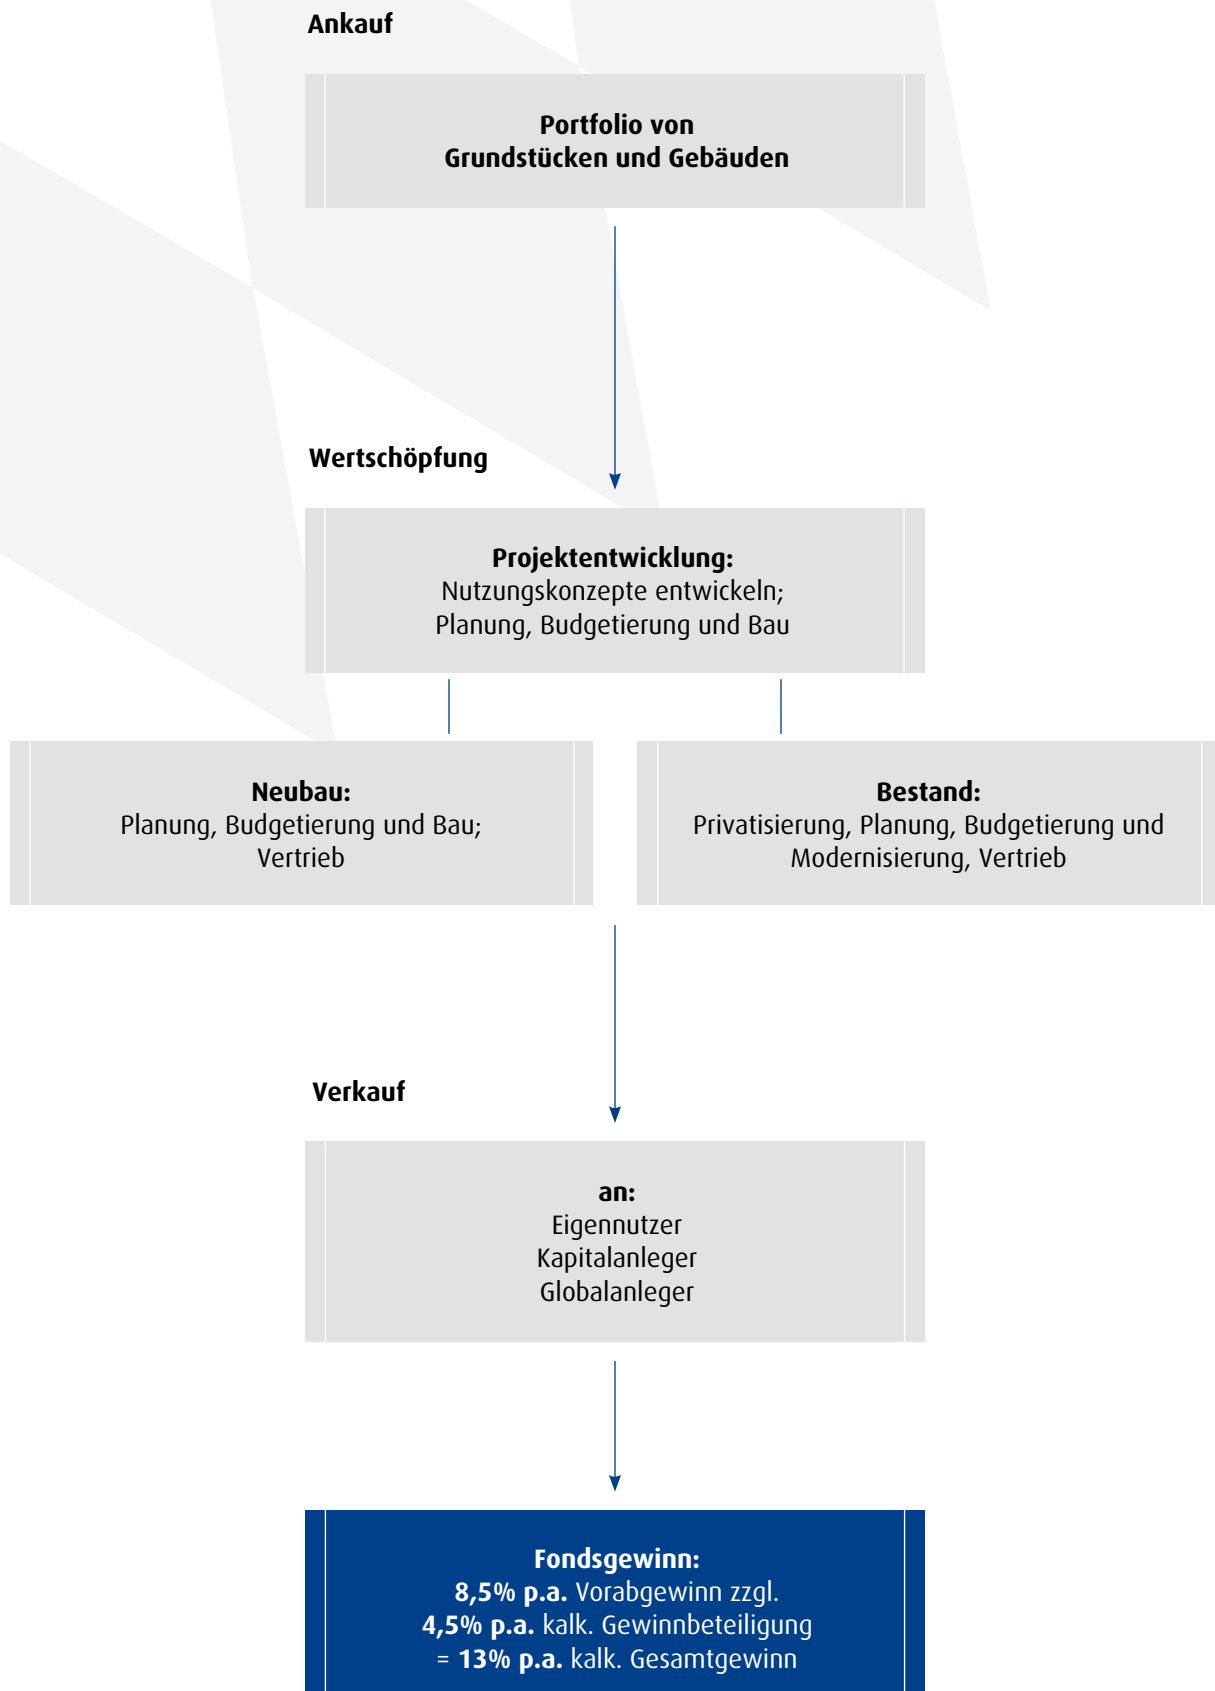 Ankauf
Portfolio von
Grundstücken und Gebäuden
Wertschöpfung
Projektentwicklung:
Nutzungskonzepte entwickeln;
Planung, Budgetierung und Bau
Neubau:
Planung, Budgetierung und Bau;
Vertrieb
Bestand:
Privatisierung, Planung, Budgetierung und
Modernisierung, Vertrieb
Verkauf
an:
Eigennutzer
Kapitalanleger
Globalanleger
Fondsgewinn:
8,5% p.a. Vorabgewinn zzgl.
4,5% p.a. kalk. Gewinnbeteiligung
= 13% p.a. kalk. Gesamtgewinn